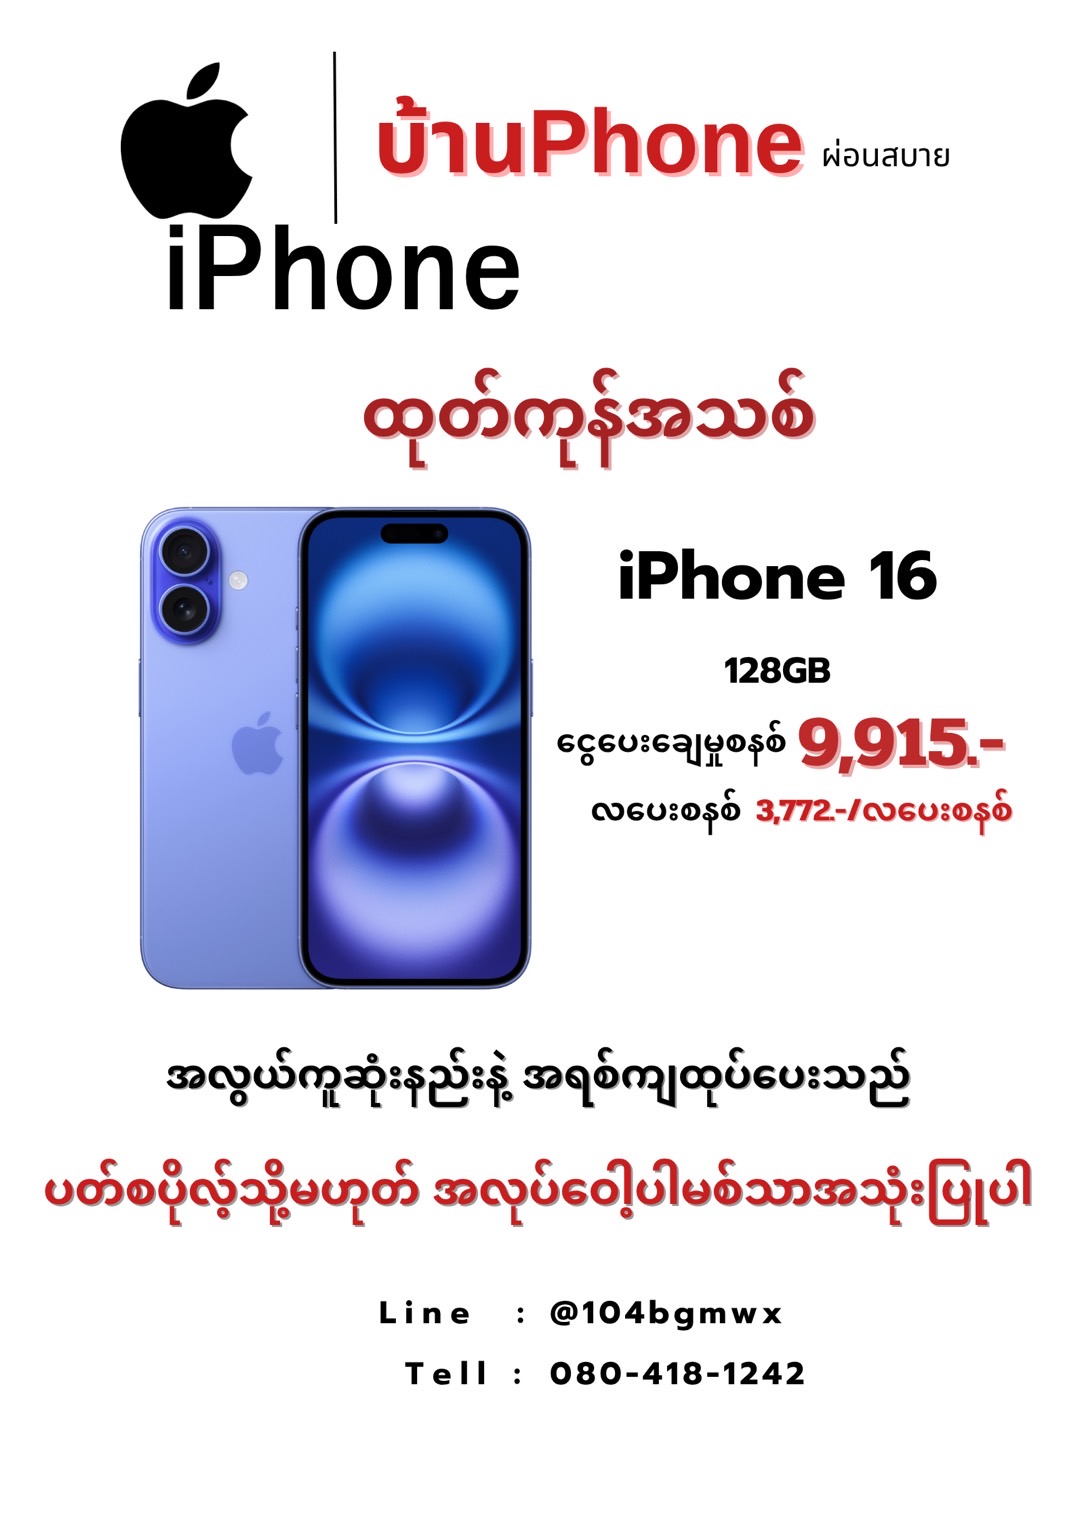 บ้านPhone ผ่อนสบาย
iPhone
ထုတ်ကုန်အသစ်
iPhone 16
128GB
ငွေပေးချေမှုစနစ် 9,915.-
လပေးစနစ် 3,772.-/လပေးစနစ်
အလွယ်ကူဆုံးနည်းနဲ့ အရစ်ကျထုပ်ပေးသည်
ပတ်စပိုလ့်သို့မဟုတ် အလုပ်ဝေါ့ပါမစ်သာအသုံးပြုပါ
Line : @104bgmwx
Tell : 080-418-1242